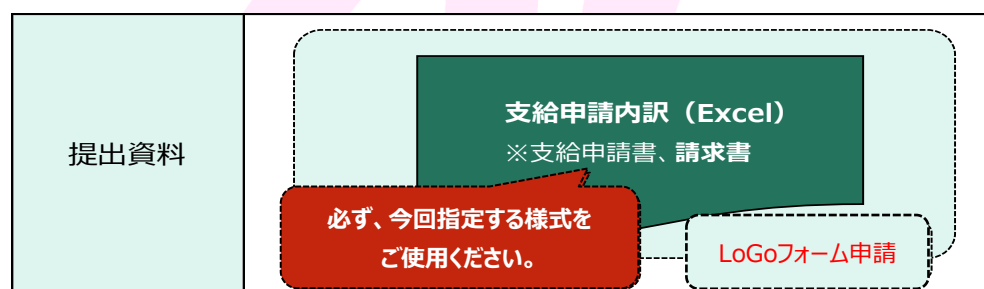 提出資料
支給申請内訳（Excel）
※支給申請書、請求書
必ず、今回指定する様式を
ご使用ください。
LoGoフォーム申請